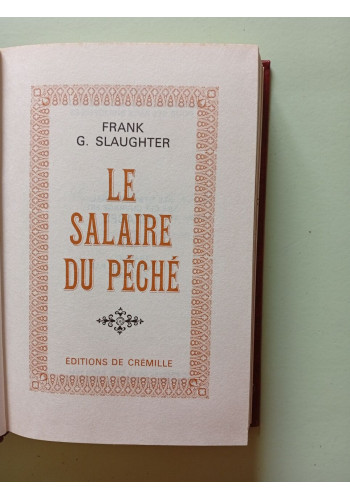 FRANK
G. SLAUGHTER
LE
SALAIRE
DU PÉCHÉ
EDITIONS DE CRÉMILLE